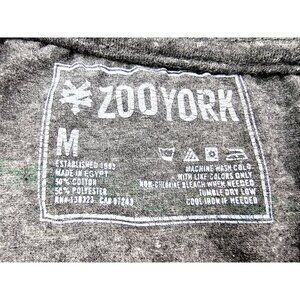 ZOOYORK
M
ESTABLISHED 1993
MADE IN EGYPT
50% COTTON
50% POLYESTER
MACHINE WASH COLD
WITH LIKE COLORS ONLY
NON-CHLORINE BLEACH WHEN NEEDED
TUMBLE DRY LOW
COOL IRON IF NEEDED